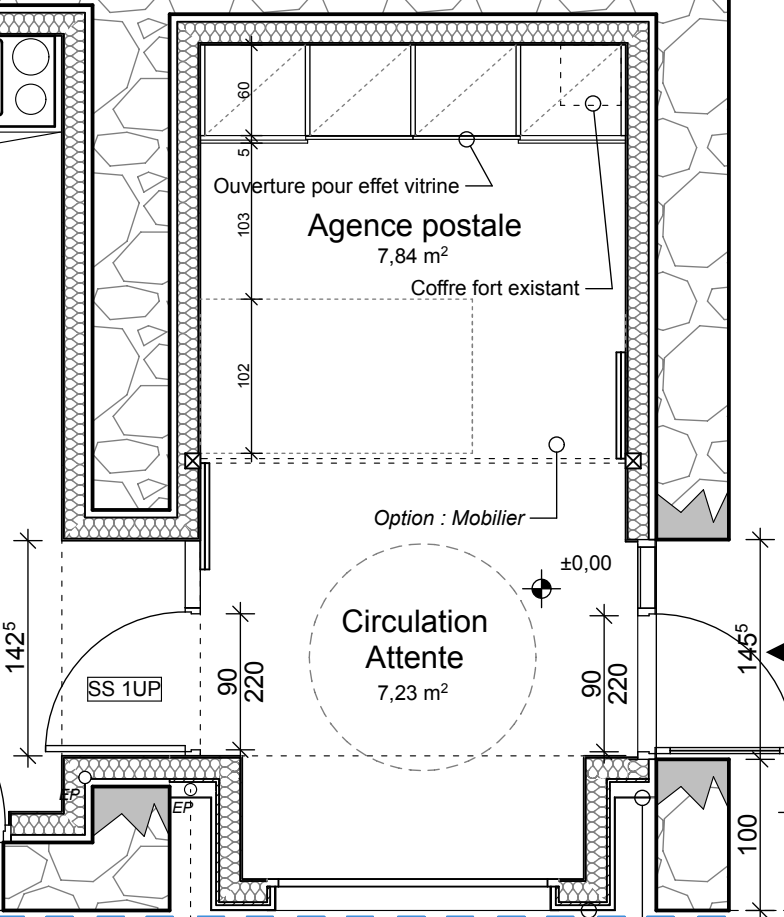 60
5
Ouverture pour effet vitrine
103
Agence postale
7,84 m²
Coffre fort existant
102
Option : Mobilier
±0,00
Circulation
Attente
7,23 m²
142⁵
SS 1UP
90
220
90
220
145⁵
EP
EP
100